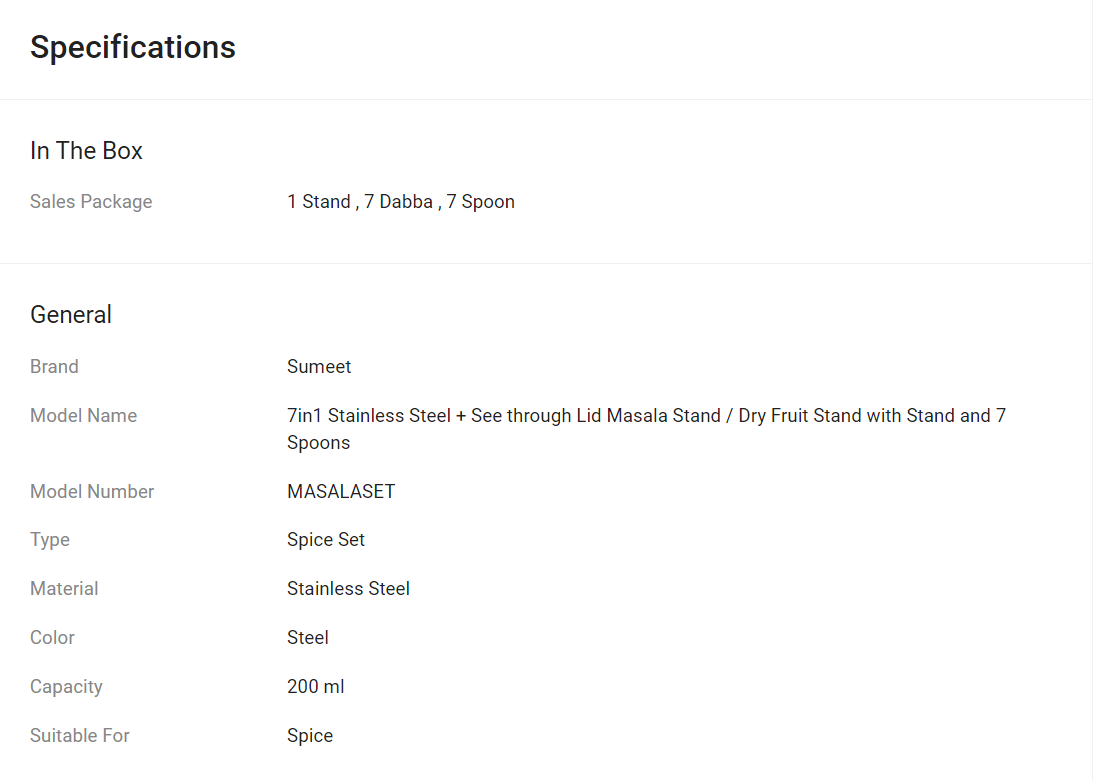 Specifications
In The Box
Sales Package 1 Stand , 7 Dabba , 7 Spoon
General
Brand Sumeet
Model Name 7in1 Stainless Steel + See through Lid Masala Stand / Dry Fruit Stand with Stand and 7
Spoons
Model Number MASALASET
Type Spice Set
Material Stainless Steel
Color Steel
Capacity 200 ml
Suitable For Spice